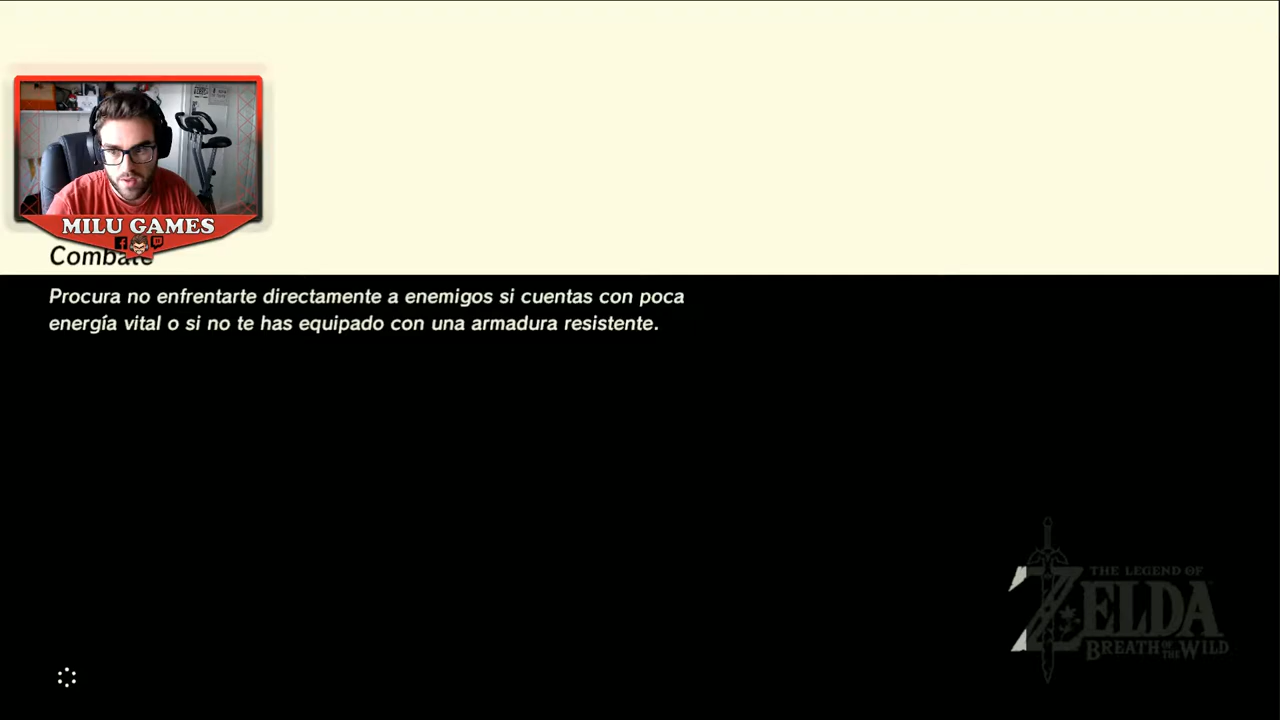 MILU GAMES
Combate
Procura no enfrentarte directamente a enemigos si cuentas con poca
energía vital o si no te has equipado con una armadura resistente.
THE LEGEND OF
ZELDA
BREATH OF THE WILD